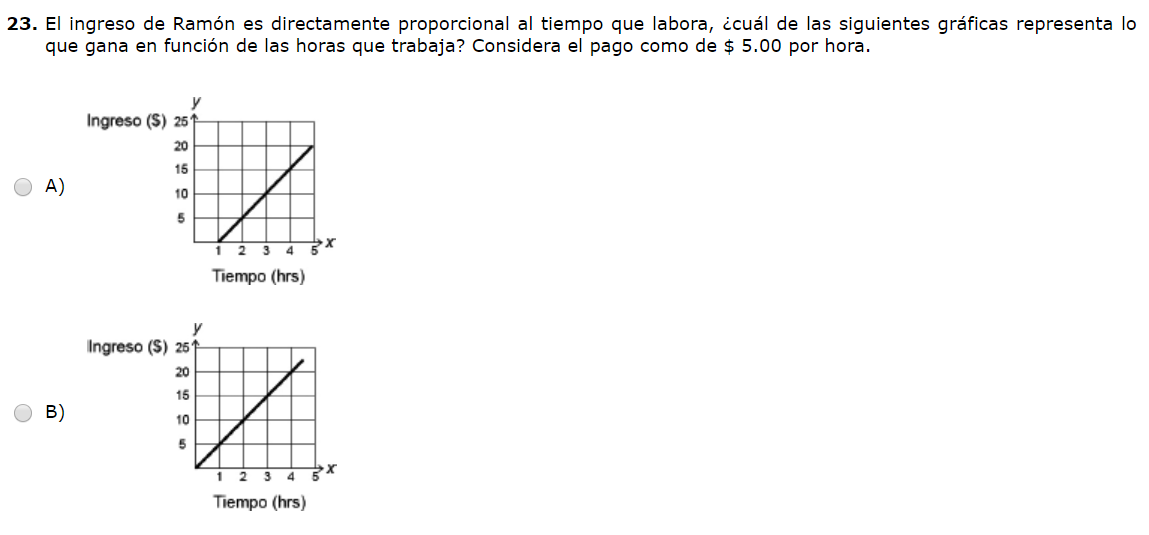 23. El ingreso de Ramón es directamente proporcional al tiempo que labora, ¿cuál de las siguientes gráficas representa lo
que gana en función de las horas que trabaja? Considera el pago como de $ 5.00 por hora.
y
Ingreso ($) 25
20
15
A)
10
5
x
1 2 3 4 5
Tiempo (hrs)
y
Ingreso ($) 25
20
15
B)
10
5
x
1 2 3 4 5
Tiempo (hrs)